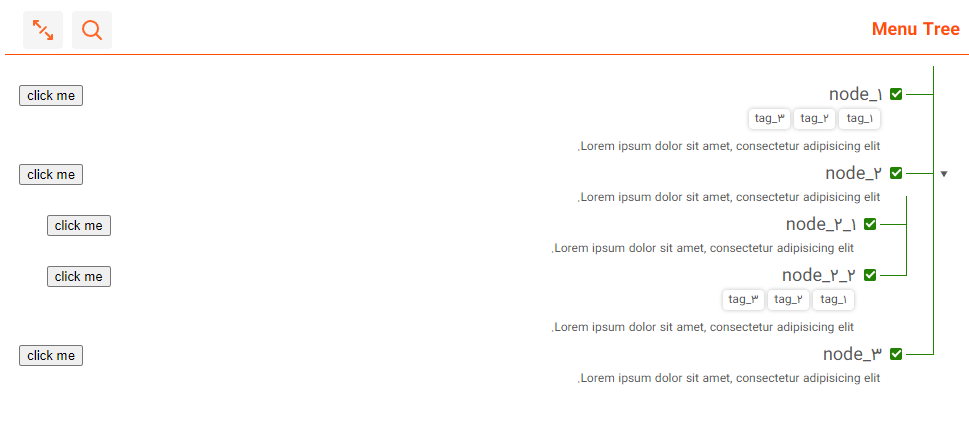 Menu Tree
node_۱ click me
tag_۱ tag_۲ tag_۳
.Lorem ipsum dolor sit amet, consectetur adipisicing elit
node_۲ click me
.Lorem ipsum dolor sit amet, consectetur adipisicing elit
node_۲_۱ click me
.Lorem ipsum dolor sit amet, consectetur adipisicing elit
node_۲_۲ click me
tag_۱ tag_۲ tag_۳
.Lorem ipsum dolor sit amet, consectetur adipisicing elit
node_۳ click me
.Lorem ipsum dolor sit amet, consectetur adipisicing elit